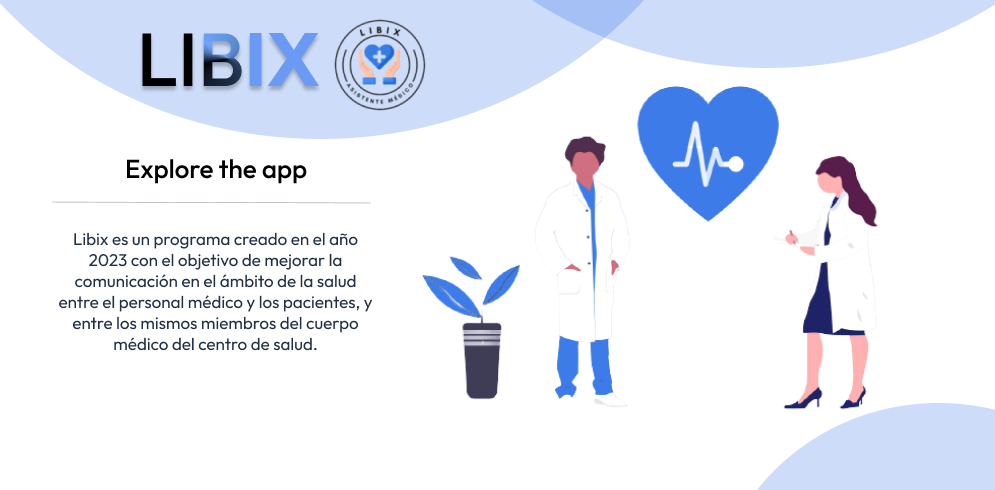 LIBIX
LIBIX
ASISTENTE MÉDICO
Explore the app
Libix es un programa creado en el año
2023 con el objetivo de mejorar la
comunicación en el ámbito de la salud
entre el personal médico y los pacientes, y
entre los mismos miembros del cuerpo
médico del centro de salud.